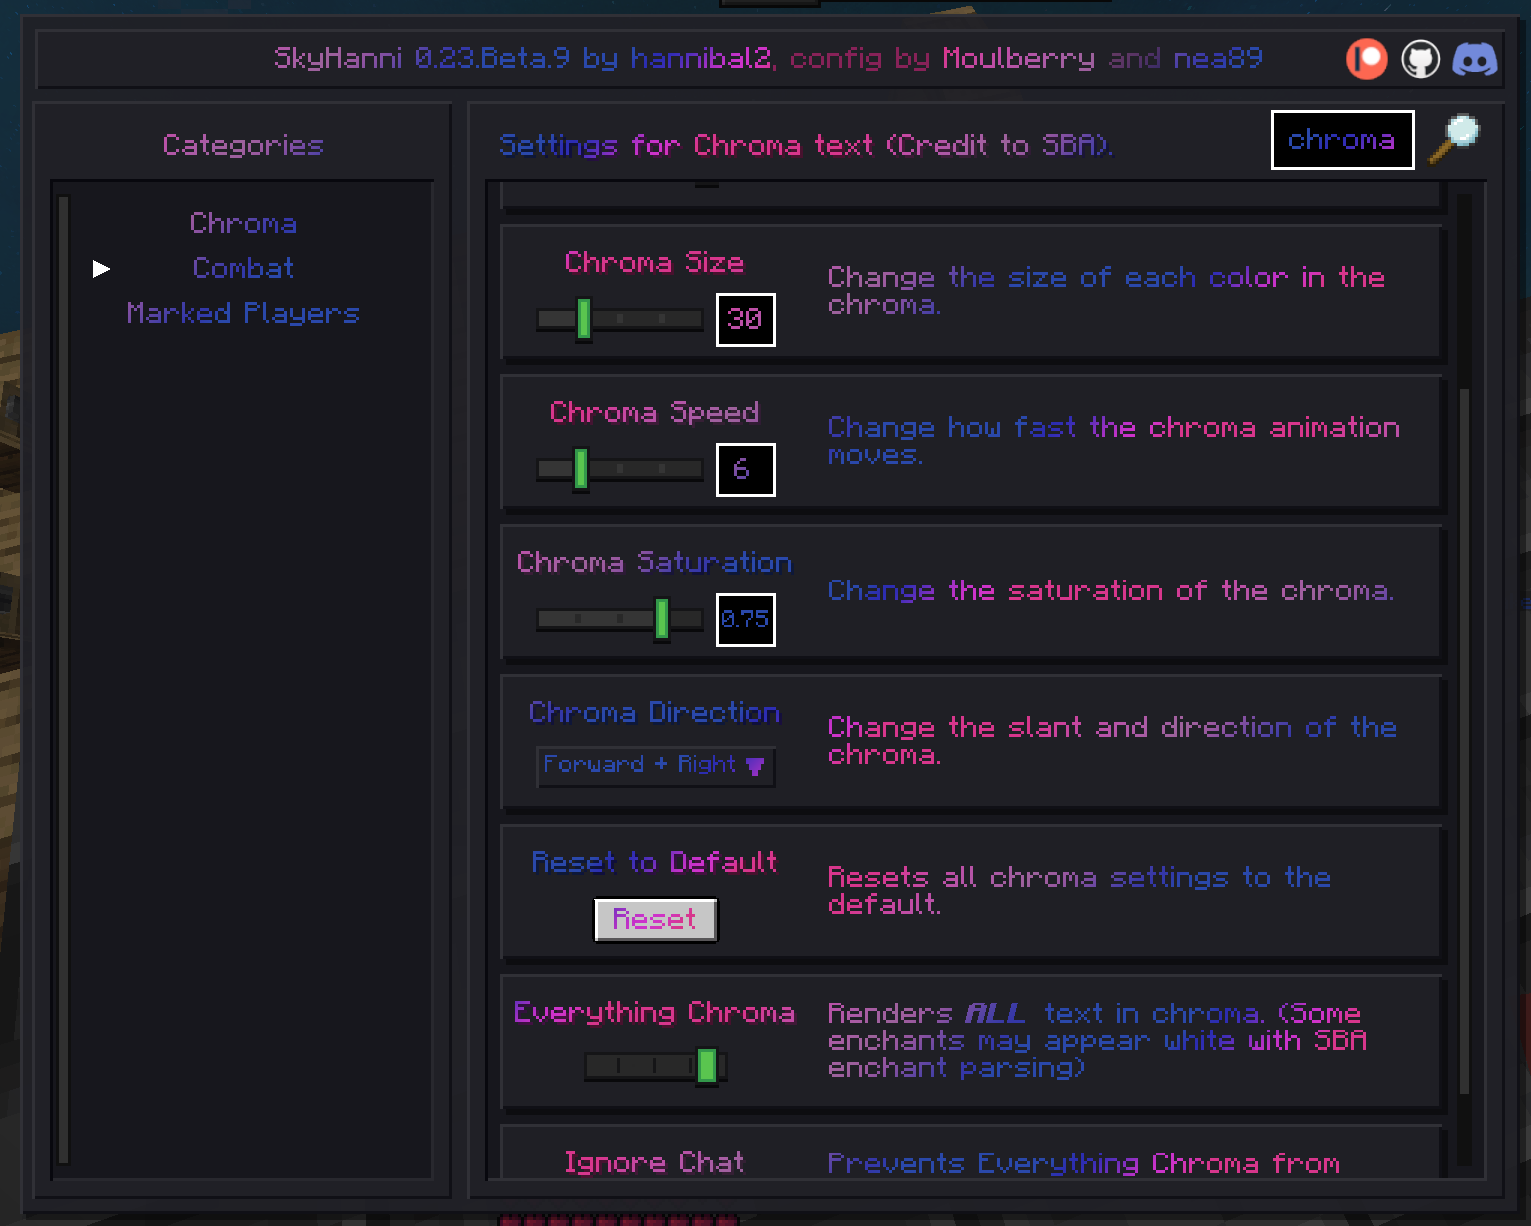 SkyHanni 0.23.Beta.9 by hannibal2, config by Moulberry and nea89
Categories
Settings for Chroma text (Credit to SBA).
chroma
Chroma
Combat
Marked Players
Chroma Size
30
Change the size of each color in the
chroma.
Chroma Speed
6
Change how fast the chroma animation
moves.
Chroma Saturation
0.75
Change the saturation of the chroma.
Chroma Direction
Forward + Right
Change the slant and direction of the
chroma.
Reset to Default
Reset
Resets all chroma settings to the
default.
Everything Chroma
Renders ALL text in chroma. (Some
enchants may appear white with SBA
enchant parsing)
Ignore Chat
Prevents Everything Chroma from